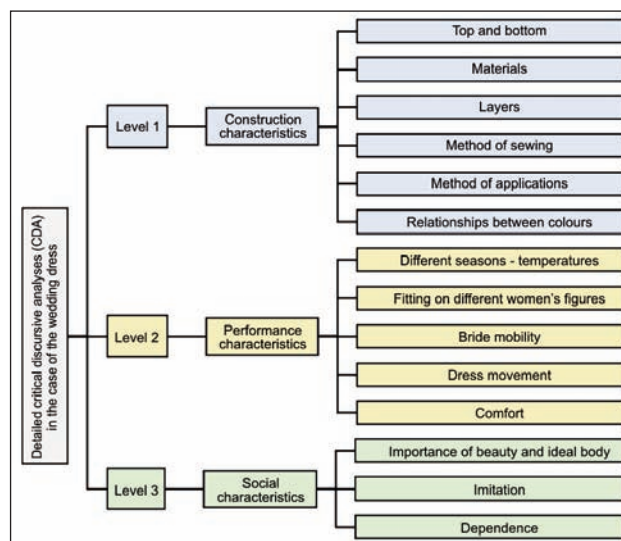 Detailed critical discursive analyses (CDA)
in the case of the wedding dress
Level 1
Construction
characteristics
Top and bottom
Materials
Layers
Method of sewing
Method of applications
Relationships between colours
Level 2
Performance
characteristics
Different seasons - temperatures
Fitting on different women's figures
Bride mobility
Dress movement
Comfort
Level 3
Social
characteristics
Importance of beauty and ideal body
Imitation
Dependence